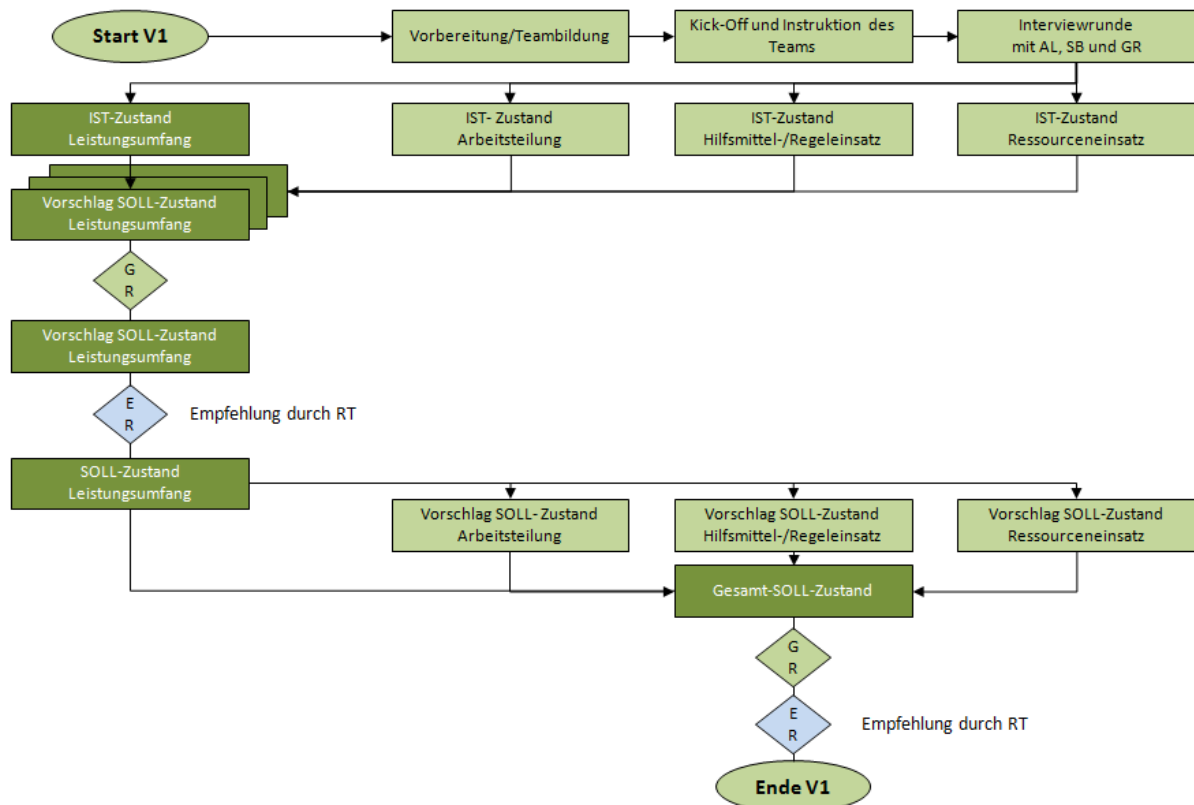 Start V1
Vorbereitung/Teambildung
Kick-Off und Instruktion des
Teams
Interviewrunde
mit AL, SB und GR
IST-Zustand
Leistungsumfang
IST- Zustand
Arbeitsteilung
IST-Zustand
Hilfsmittel-/Regeleinsatz
IST-Zustand
Ressourceneinsatz
Vorschlag SOLL-Zustand
Leistungsumfang
G
R
Vorschlag SOLL-Zustand
Leistungsumfang
E
R
Empfehlung durch RT
SOLL-Zustand
Leistungsumfang
Vorschlag SOLL- Zustand
Arbeitsteilung
Vorschlag SOLL-Zustand
Hilfsmittel-/Regeleinsatz
Vorschlag SOLL-Zustand
Ressourceneinsatz
Gesamt-SOLL-Zustand
G
R
E
R
Empfehlung durch RT
Ende V1